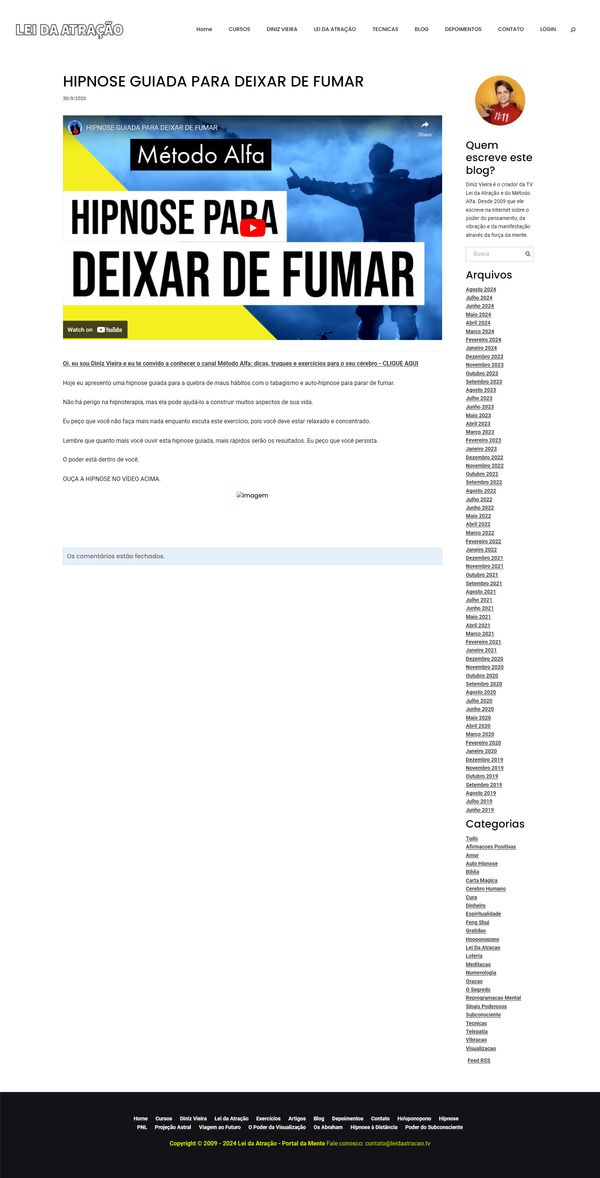 LEI DA ATRAÇÃO
Home CURSOS DINIZ VIEIRA LEI DA ATRAÇÃO TECNICAS BLOG DEPOIMENTOS CONTATO LOGIN
HIPNOSE GUIADA PARA DEIXAR DE FUMAR
30/9/2020
HIPNOSE GUIADA PARA DEIXAR DE FUMAR
Share
Método Alfa
HIPNOSE PARA
DEIXAR DE FUMAR
Watch on YouTube
Oi, eu sou Diniz Vieira e eu te convido a conhecer o canal Método Alfa: dicas, truques e exercícios para o seu cérebro - CLIQUE AQUI
Hoje eu apresento uma hipnose guiada para a quebra de maus hábitos com o tabagismo e auto-hipnose para parar de fumar.
Não há perigo na hipnoterapia, mas ela pode ajudá-lo a construir muitos aspectos de sua vida.
Eu peço que você não faça mais nada enquanto escuta este exercício, pois você deve estar relaxado e concentrado.
Lembre que quanto mais você ouvir esta hipnose guiada, mais rápidos serão os resultados. Eu peço que você persista.
O poder está dentro de você.
OUÇA A HIPNOSE NO VÍDEO ACIMA.
Imagem
Os comentários estão fechados.
11:11
Quem
escreve este
blog?
Diniz Vieira é o criador da TV
Lei da Atração e do Método
Alfa. Desde 2009 que ele
escreve na Internet sobre o
poder do pensamento, da
vibração e da manifestação
através da força da mente.
Busca
Arquivos
Agosto 2024
Julho 2024
Junho 2024
Maio 2024
Abril 2024
Março 2024
Fevereiro 2024
Janeiro 2024
Dezembro 2023
Novembro 2023
Outubro 2023
Setembro 2023
Agosto 2023
Julho 2023
Junho 2023
Maio 2023
Abril 2023
Março 2023
Fevereiro 2023
Janeiro 2023
Dezembro 2022
Novembro 2022
Outubro 2022
Setembro 2022
Agosto 2022
Julho 2022
Junho 2022
Maio 2022
Abril 2022
Março 2022
Fevereiro 2022
Janeiro 2022
Dezembro 2021
Novembro 2021
Outubro 2021
Setembro 2021
Agosto 2021
Julho 2021
Junho 2021
Maio 2021
Abril 2021
Março 2021
Fevereiro 2021
Janeiro 2021
Dezembro 2020
Novembro 2020
Outubro 2020
Setembro 2020
Agosto 2020
Julho 2020
Junho 2020
Maio 2020
Abril 2020
Março 2020
Fevereiro 2020
Janeiro 2020
Dezembro 2019
Novembro 2019
Outubro 2019
Setembro 2019
Agosto 2019
Julho 2019
Junho 2019
Categorias
Tudo
Afirmacoes Positivas
Amor
Auto Hipnose
Biblia
Carta Magica
Cerebro Humano
Cura
Dinheiro
Espiritualidade
Feng Shui
Gratidao
Hooponopono
Lei Da Atracao
Loteria
Meditacao
Numerologia
Oracao
O Segredo
Reprogramacao Mental
Sinais Poderosos
Subconsciente
Tecnicas
Telepatia
Vibracao
Visualizacao
Feed RSS
Home Cursos Diniz Vieira Lei da Atração Exercícios Artigos Blog Depoimentos Contato Ho'oponopono Hipnose
PNL Projeção Astral Viagem ao Futuro O Poder da Visualização Os Abraham Hipnose à Distância Poder do Subconsciente
Copyright © 2009 - 2024 Lei da Atração - Portal da Mente Fale conosco: contato@leidaatracao.tv